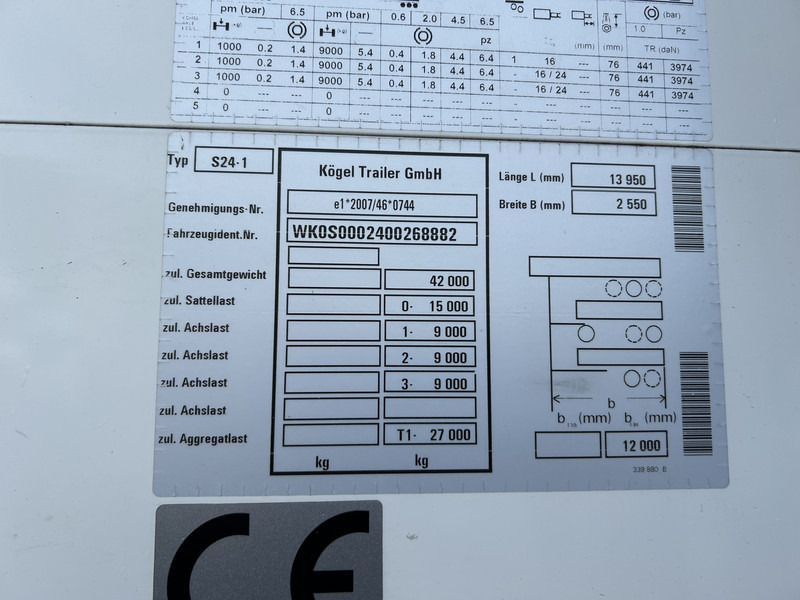 pm (bar) 6.5 pm (bar) 0.6 2.0 4.5 6.5 (bar)
1.0 Pz
pz (mm) (mm) TR (daN)
1 1000 0.2 1.4 9000 5.4 0.4 1.8 4.4 6.4 1 16 --- 76 441 3974
2 1000 0.2 1.4 9000 5.4 0.4 1.8 4.4 6.4 - 16 / 24 --- 76 441 3974
3 1000 0.2 1.4 9000 5.4 0.4 1.8 4.4 6.4 - 16 / 24 --- 76 441 3974
4 0 --- --- 0 --- --- --- --- --- - --- --- --- --- ---
5 0 --- --- 0 --- --- --- --- --- - --- --- --- --- ---
Typ S24-1
Kögel Trailer GmbH
Länge L (mm) 13 950
Breite B (mm) 2 550
Genehmigungs-Nr. e1*2007/46*0744
Fahrzeugident.Nr. WK0S0002400268882
zul. Gesamtgewicht 42 000
zul. Sattellast 0- 15 000
zul. Achslast 1- 9 000
zul. Achslast 2- 9 000
zul. Achslast 3- 9 000
zul. Achslast
zul. Aggregatlast T1- 27 000
kg kg
b
b (mm) b (mm)
12 000
339 880 B
CE